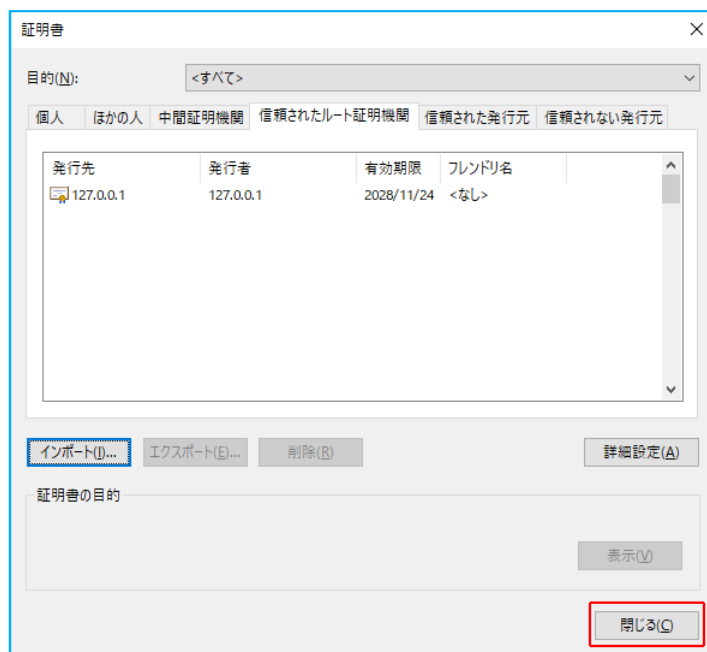 証明書
目的(N): <すべて>
個人 ほかの人 中間証明機関 信頼されたルート証明機関 信頼された発行元 信頼されない発行元
発行先 発行者 有効期限 フレンドリ名
127.0.0.1 127.0.0.1 2028/11/24 <なし>
インポート(I)... エクスポート(E)... 削除(R) 詳細設定(A)
証明書の目的
表示(V)
閉じる(C)